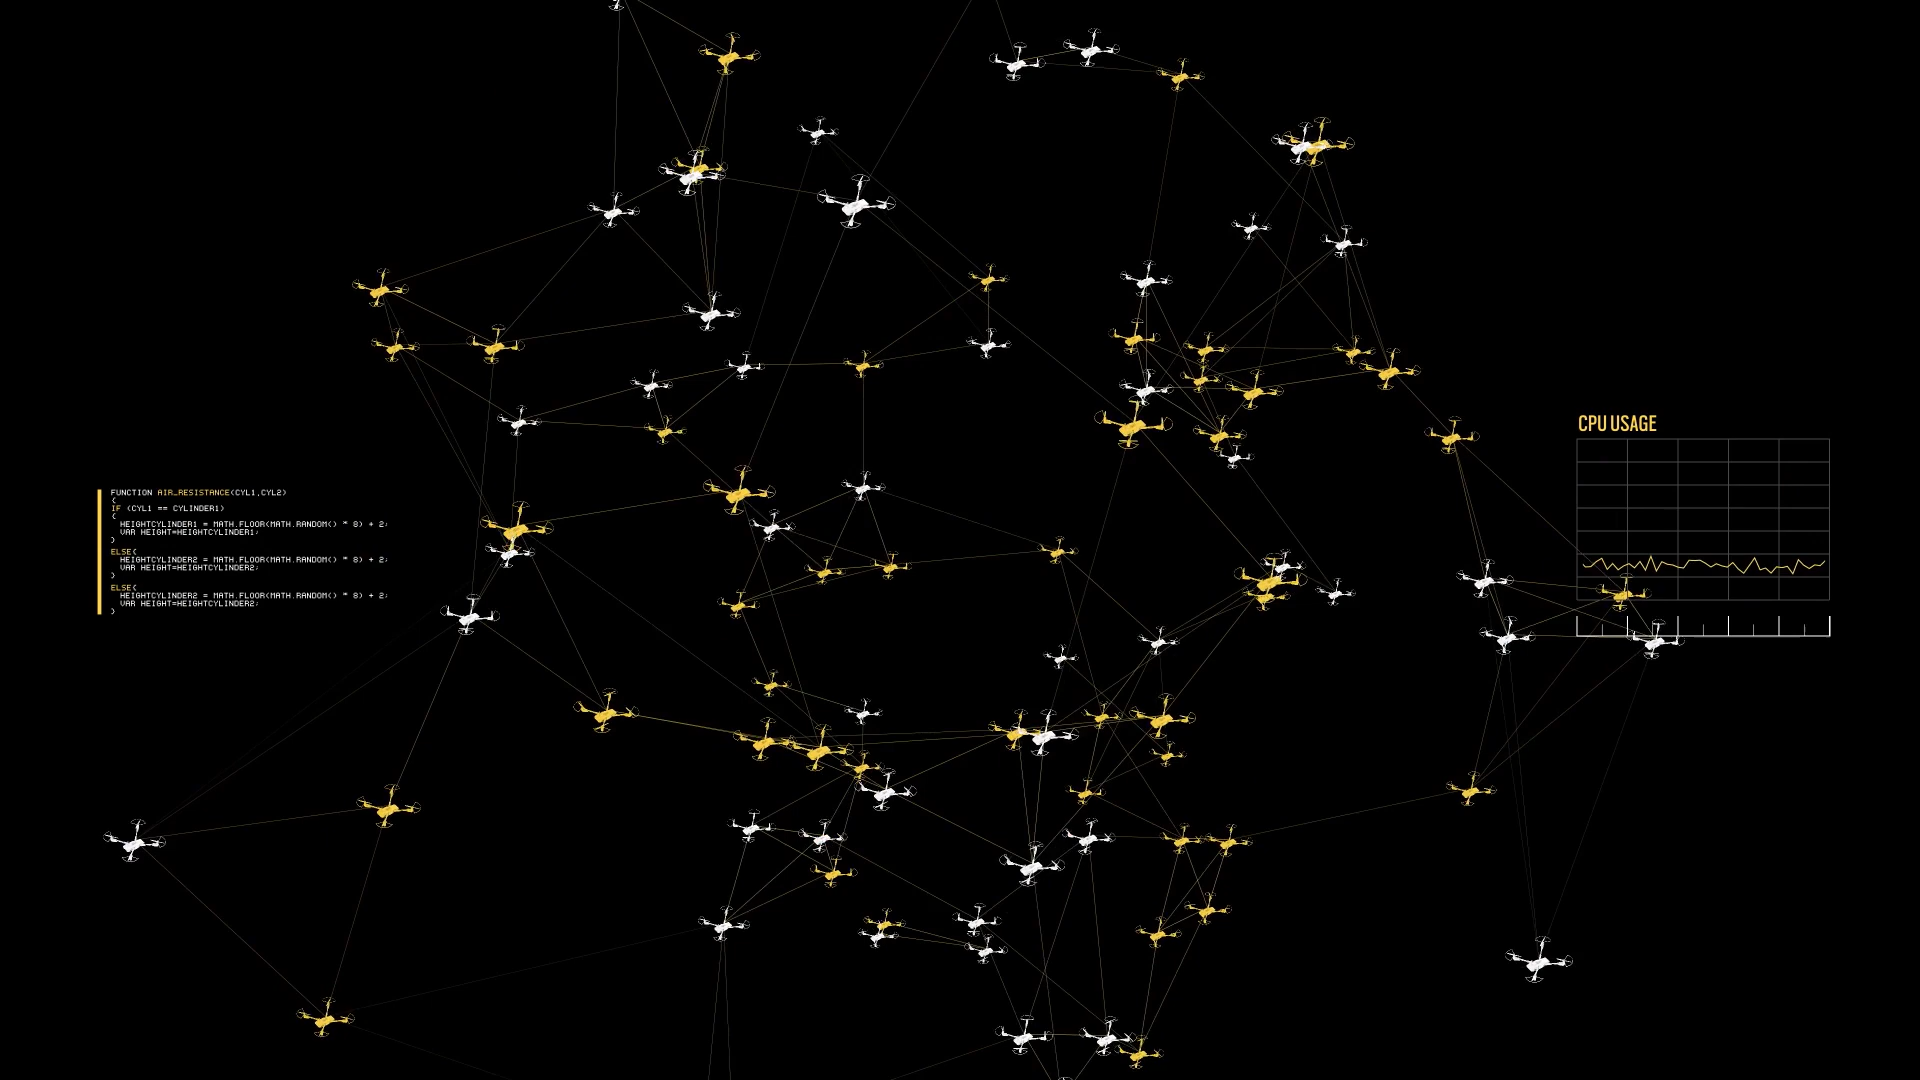 FUNCTION AIR_RESISTANCE(CYL1,CYL2)
{
IF (CYL1 == CYLINDER1)
{
HEIGHTCYLINDER1 = MATH.FLOOR(MATH.RANDOM() * 8) + 2;
VAR HEIGHT=HEIGHTCYLINDER1;
}
ELSE{
HEIGHTCYLINDER2 = MATH.FLOOR(MATH.RANDOM() * 8) + 2;
VAR HEIGHT=HEIGHTCYLINDER2;
}
ELSE{
HEIGHTCYLINDER2 = MATH.FLOOR(MATH.RANDOM() * 8) + 2;
VAR HEIGHT=HEIGHTCYLINDER2;
}
CPU USAGE